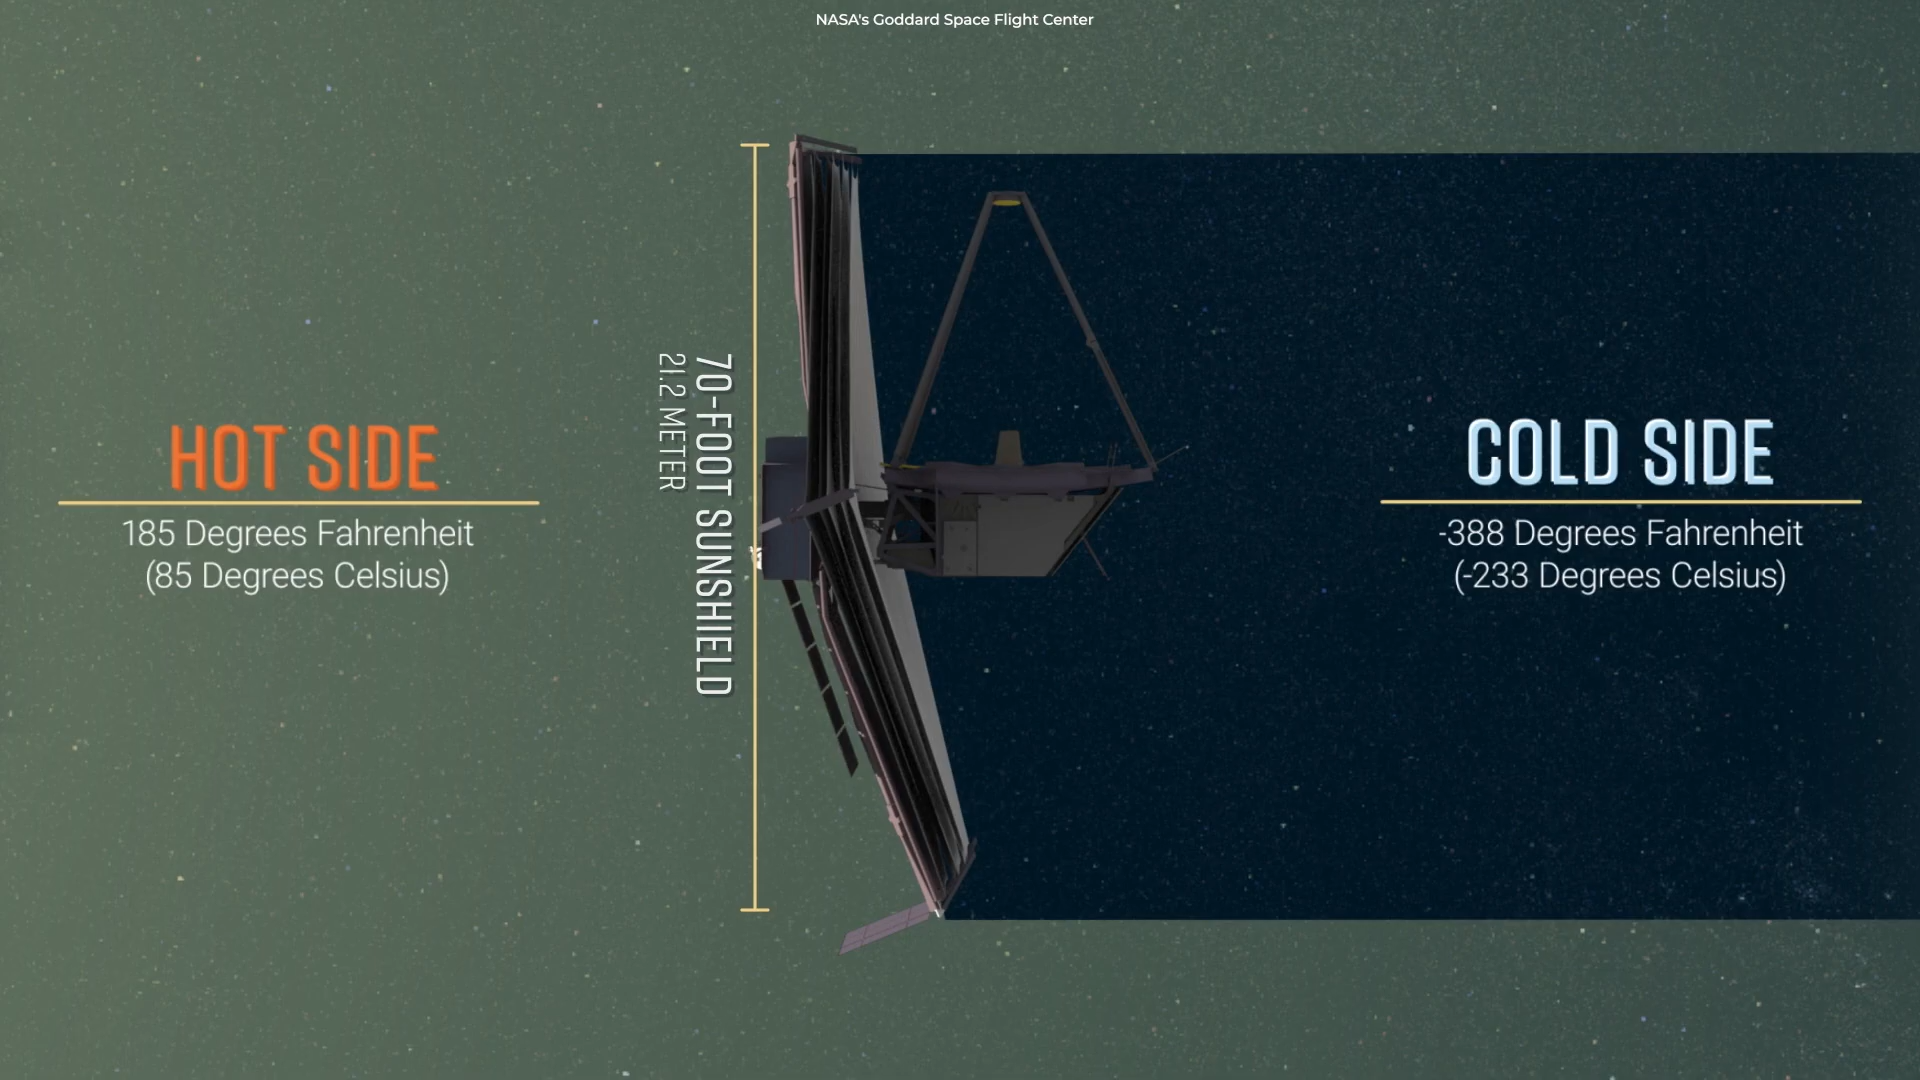 NASA's Goddard Space Flight Center
HOT SIDE
185 Degrees Fahrenheit
(85 Degrees Celsius)
70-FOOT SUNSHIELD
21.2 METER
COLD SIDE
-388 Degrees Fahrenheit
(-233 Degrees Celsius)